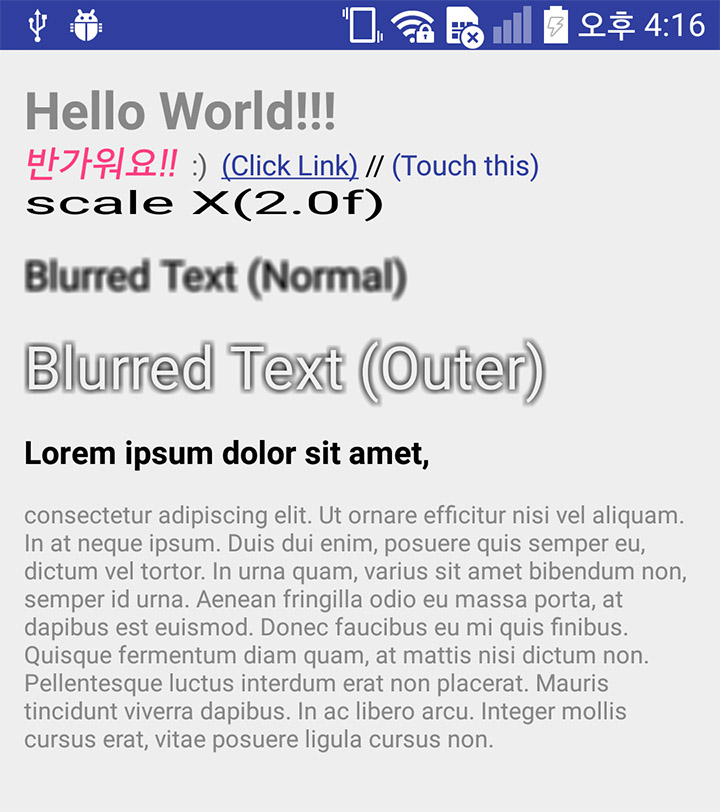 오후 4:16
Hello World!!!
반가워요!! :) (Click Link) // (Touch this)
scale X(2.0f)
Blurred Text (Normal)
Blurred Text (Outer)
Lorem ipsum dolor sit amet,
consectetur adipiscing elit. Ut ornare efficitur nisi vel aliquam.
In at neque ipsum. Duis dui enim, posuere quis semper eu,
dictum vel tortor. In urna quam, varius sit amet bibendum non,
semper id urna. Aenean fringilla odio eu massa porta, at
dapibus est euismod. Donec faucibus eu mi quis finibus.
Quisque fermentum diam quam, at mattis nisi dictum non.
Pellentesque luctus interdum erat non placerat. Mauris
tincidunt viverra dapibus. In ac libero arcu. Integer mollis
cursus erat, vitae posuere ligula cursus non.